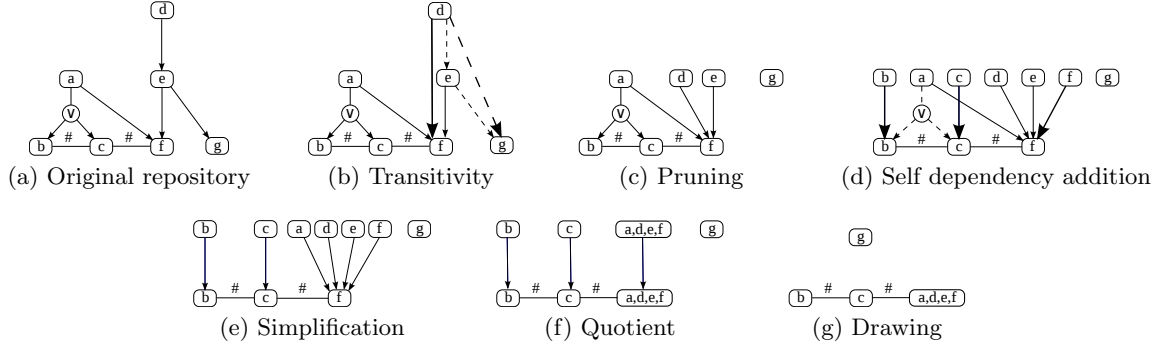 d
d
a
e
a
e
a
d
e
g
b
a
c
d
e
f
g
∨
∨
∨
∨
#
#
#
#
#
#
#
#
b
c
f
g
b
c
f
g
b
c
f
b
c
f
(a) Original repository
(b) Transitivity
(c) Pruning
(d) Self dependency addition
b
c
a
d
e
f
g
b
c
a,d,e,f
g
g
#
#
#
#
#
#
b
c
f
b
c
a,d,e,f
b
c
a,d,e,f
(e) Simplification
(f) Quotient
(g) Drawing